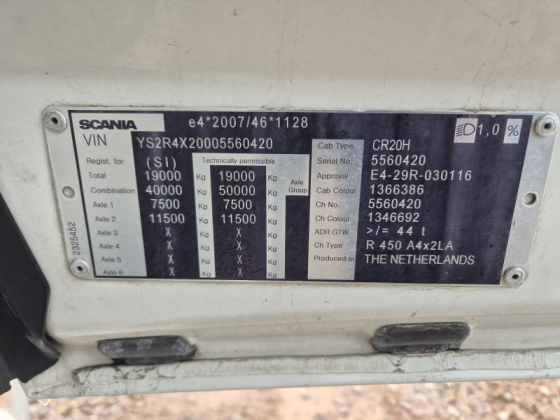 SCANIA e4*2007/46*1128 1,0 %
VIN YS2R4X20005560420
Regist. for (SI) Technically permissible
Total 19000 Kg 19000 Kg Axle Group
Combination 40000 Kg 50000 Kg
Axle 1 7500 Kg 7500 Kg
Axle 2 11500 Kg 11500 Kg
Axle 3 X Kg X Kg
Axle 4 X Kg X Kg
Axle 5 X Kg X Kg
Axle 6 X Kg X Kg
Cab Type CR20H
Serial No. 5560420
Approval E4-29R-030116
Cab Colour 1366386
Ch No. 5560420
Ch Colour 1346692
ADR GTW >/= 44 t
Ch Type R 450 A4x2LA
Produced in THE NETHERLANDS
2325452